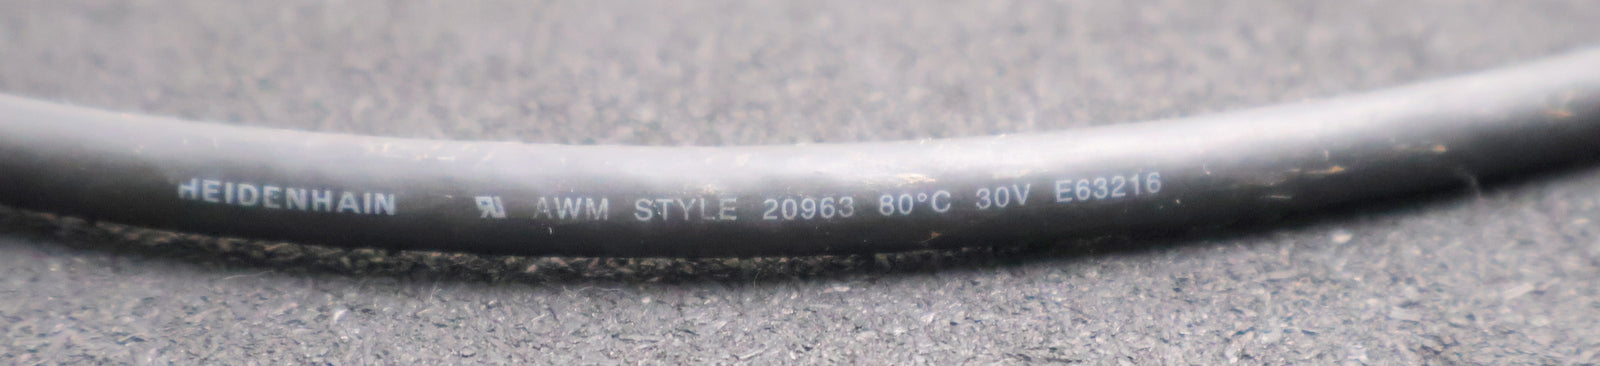 HEIDENHAIN AWM STYLE 20963 80°C 30V E63216